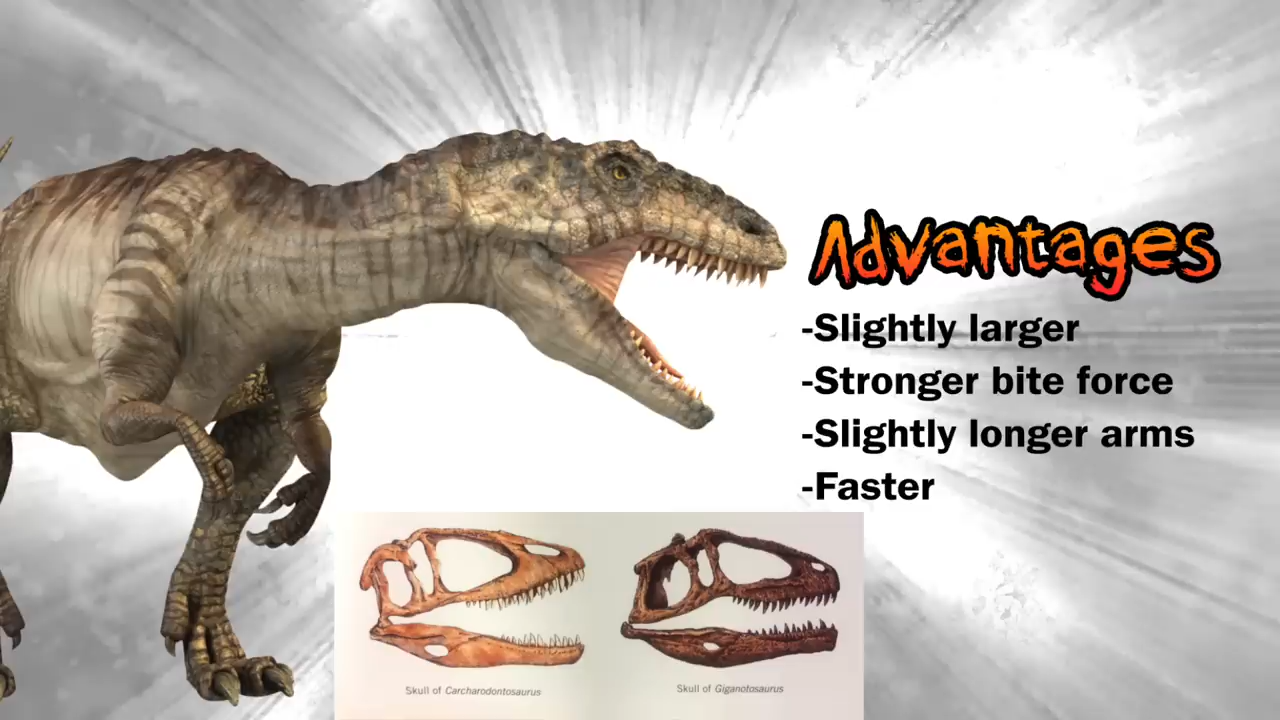 Advantages
-Slightly larger
-Stronger bite force
-Slightly longer arms
-Faster
Skull of Carcharodontosaurus
Skull of Giganotosaurus